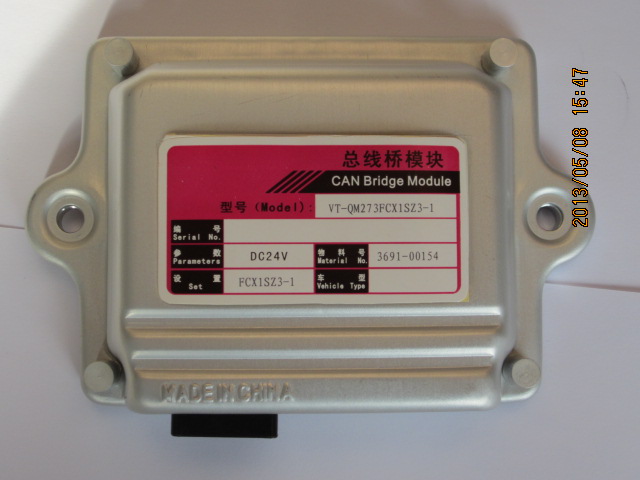 总线桥模块
CAN Bridge Module
型号(Model): VT-QM273FCX1SZ3-1
编 号
Serial No.
参 数 DC24V 物 料 号 3691-00154
Parameters Material No.
设 置 FCX1SZ3-1 车 型
Set Vehicle Type
MADE IN CHINA
2013/05/08 15:47